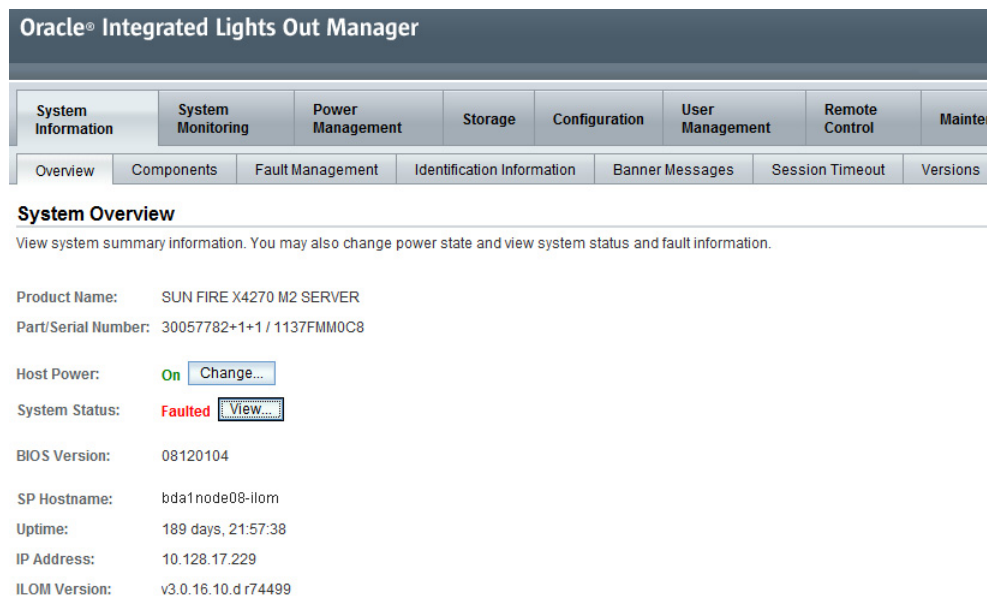 Oracle® Integrated Lights Out Manager
System Information
System Monitoring
Power Management
Storage
Configuration
User Management
Remote Control
Overview
Components
Fault Management
Identification Information
Banner Messages
Session Timeout
Versions
System Overview
View system summary information. You may also change power state and view system status and fault information.
Product Name: SUN FIRE X4270 M2 SERVER
Part/Serial Number: 30057782+1+1 / 1137FMM0C8
Host Power: On Change...
System Status: Faulted View...
BIOS Version: 08120104
SP Hostname: bda1node08-ilom
Uptime: 189 days, 21:57:38
IP Address: 10.128.17.229
ILOM Version: v3.0.16.10.d r74499